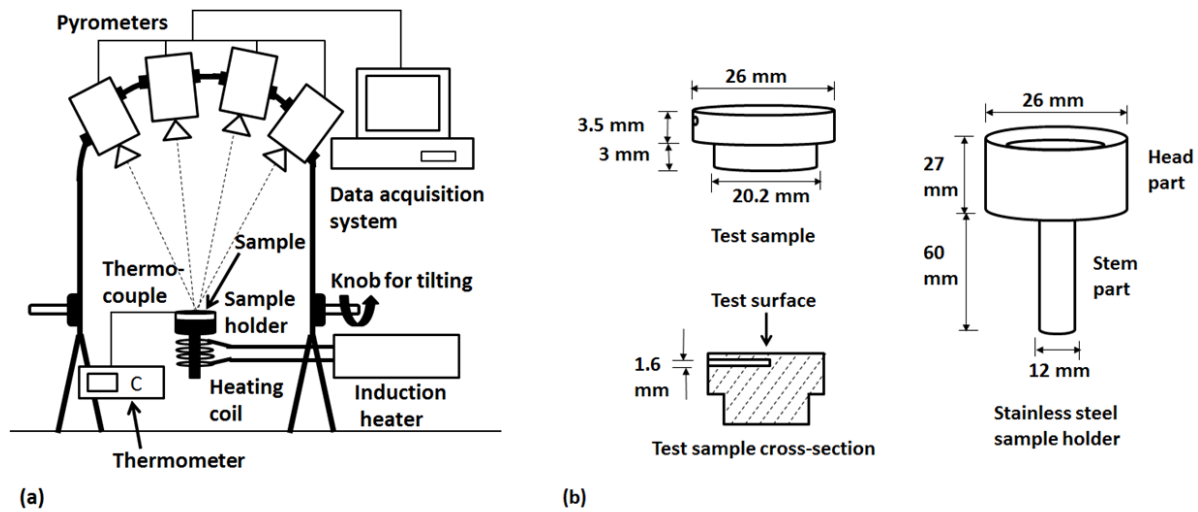 Pyrometers
Data acquisition
system
Sample
Thermo-
couple
Sample
holder
Knob for tilting
C
Heating
coil
Induction
heater
Thermometer
(a)
26 mm
3.5 mm
3 mm
20.2 mm
Test sample
Test surface
1.6
mm
Test sample cross-section
26 mm
27
mm
Head
part
60
mm
Stem
part
12 mm
Stainless steel
sample holder
(b)